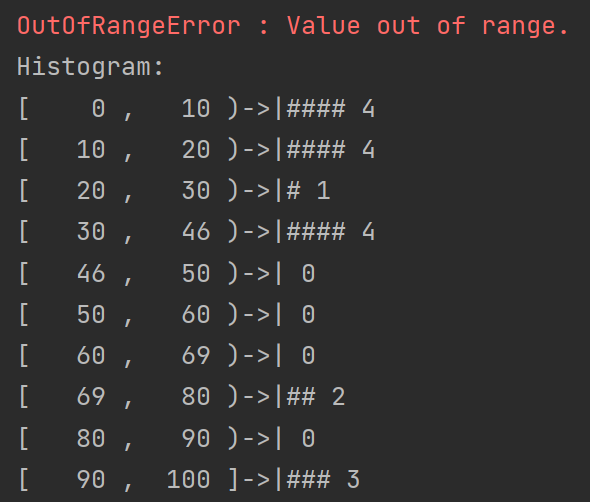 OutOfRangeError : Value out of range.
Histogram:
[    0 ,   10 )->|#### 4
[   10 ,   20 )->|#### 4
[   20 ,   30 )->|# 1
[   30 ,   46 )->|#### 4
[   46 ,   50 )->| 0
[   50 ,   60 )->| 0
[   60 ,   69 )->| 0
[   69 ,   80 )->|## 2
[   80 ,   90 )->| 0
[   90 ,  100 ]->|### 3